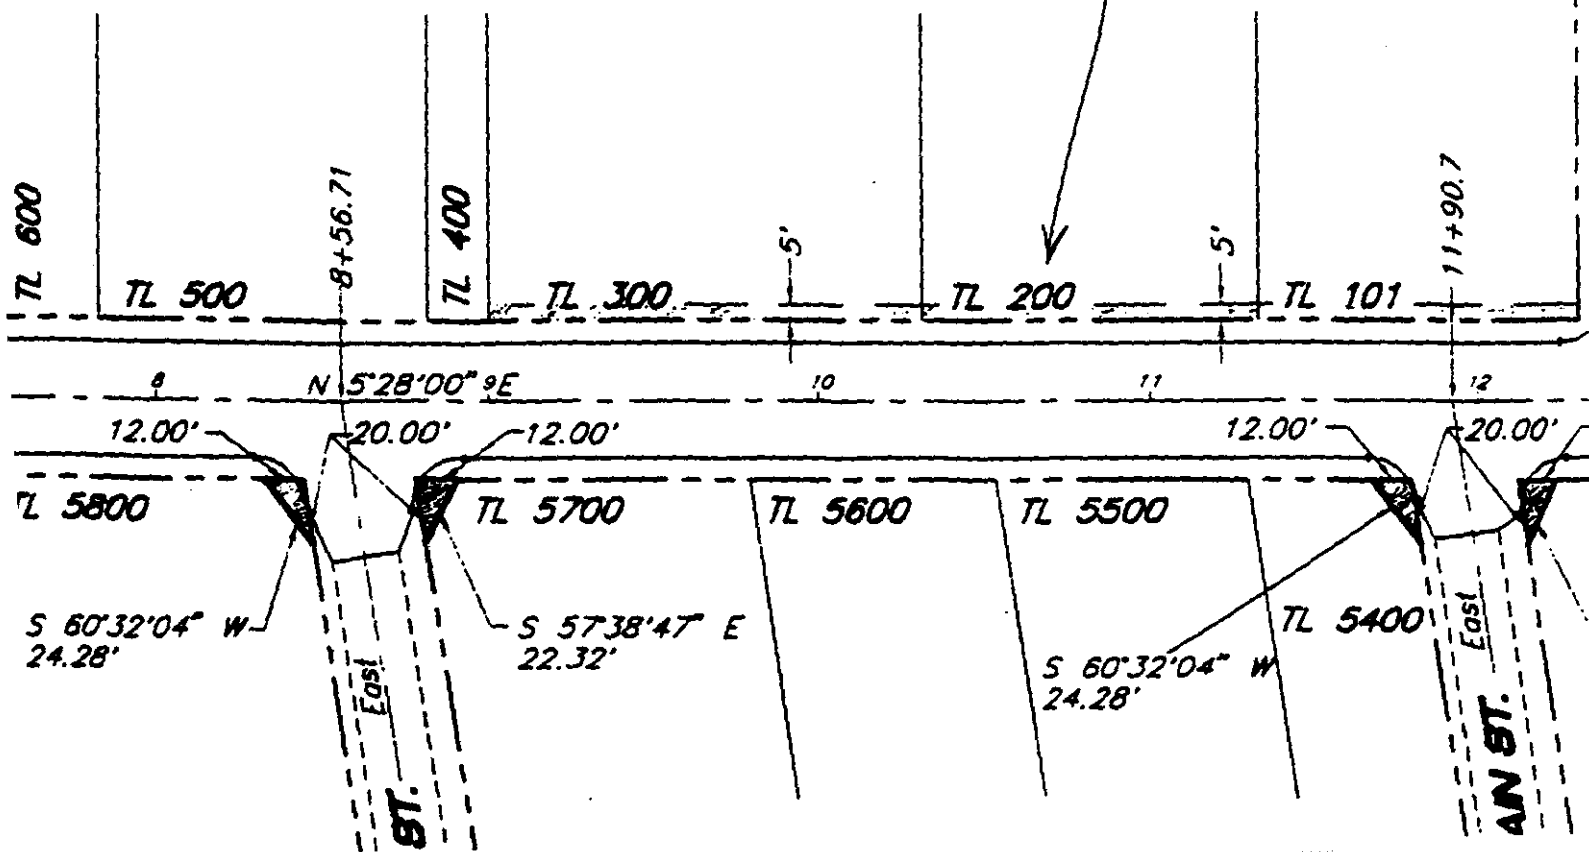 TL 600
TL 500
8+56.71
TL 400
TL 300
5'
TL 200
5'
TL 101
11+90.7
8
N 5°28'00" E
9
10
11
12
12.00'
20.00'
12.00'
12.00'
20.00'
TL 5800
TL 5700
TL 5600
TL 5500
TL 5400
S 60°32'04" W
24.28'
S 57°38'47" E
22.32'
S 60°32'04" W
24.28'
East
ST.
East
AIN ST.